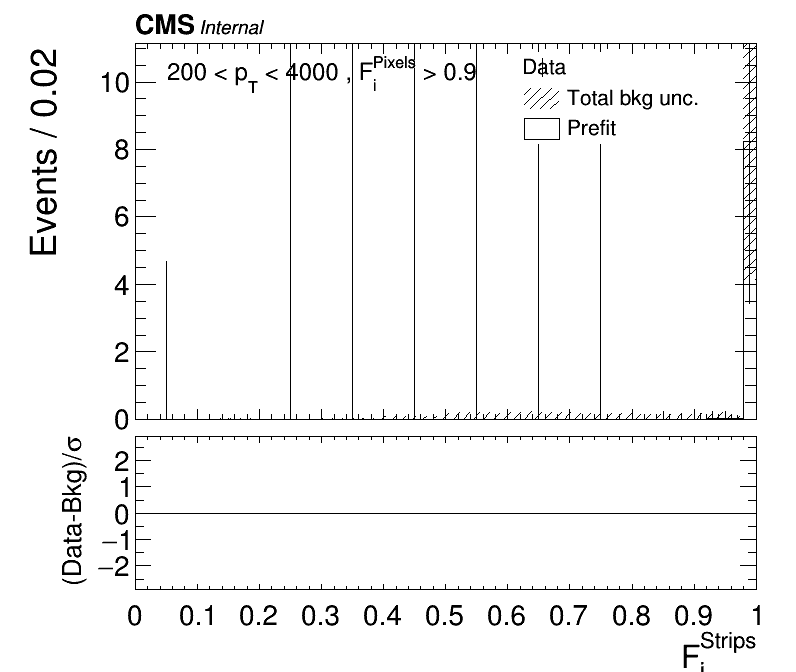 CMS Internal
200 < p_T < 4000 , F_i^Pixels > 0.9
Data
Total bkg unc.
Prefit
Events / 0.02
10
8
6
4
2
0
(Data-Bkg)/σ
2
1
0
−1
−2
0 0.1 0.2 0.3 0.4 0.5 0.6 0.7 0.8 0.9 1
F_i^Strips